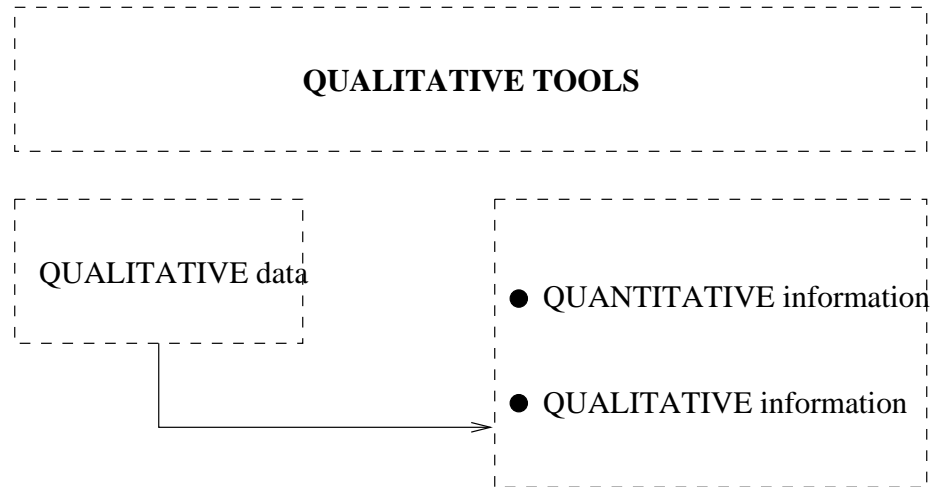 QUALITATIVE TOOLS
QUALITATIVE data
● QUANTITATIVE information
● QUALITATIVE information